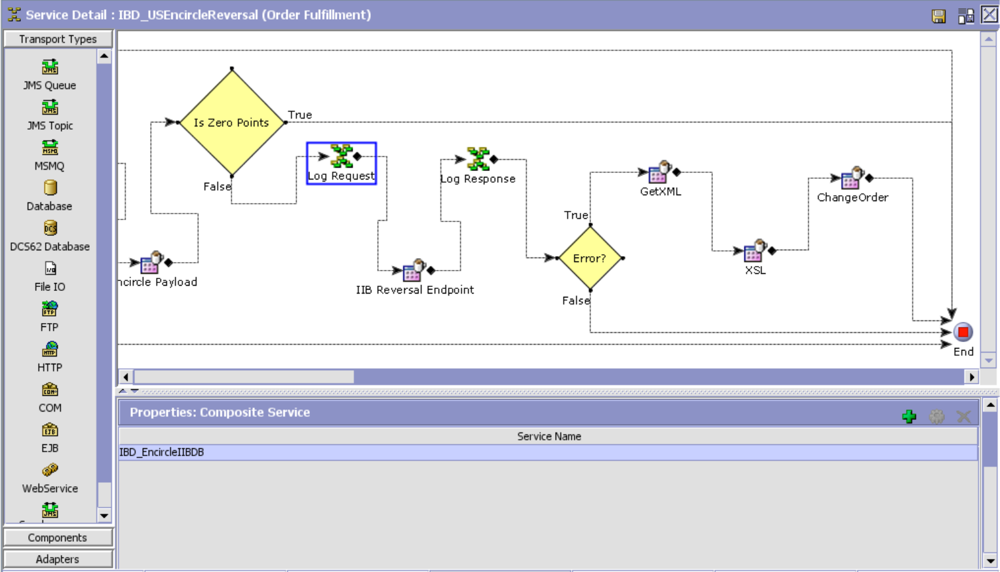 Service Detail : IBD_USEncircleReversal (Order Fulfillment)
Transport Types
JMS Queue
JMS Topic
MSMQ
Database
DCS62 Database
File IO
FTP
HTTP
COM
EJB
WebService
Components
Adapters
Is Zero Points
True
False
Log Request
Log Response
ncircle Payload
IIB Reversal Endpoint
True
Error?
False
GetXML
XSL
ChangeOrder
End
Properties: Composite Service
Service Name
IBD_EncircleIIBDB